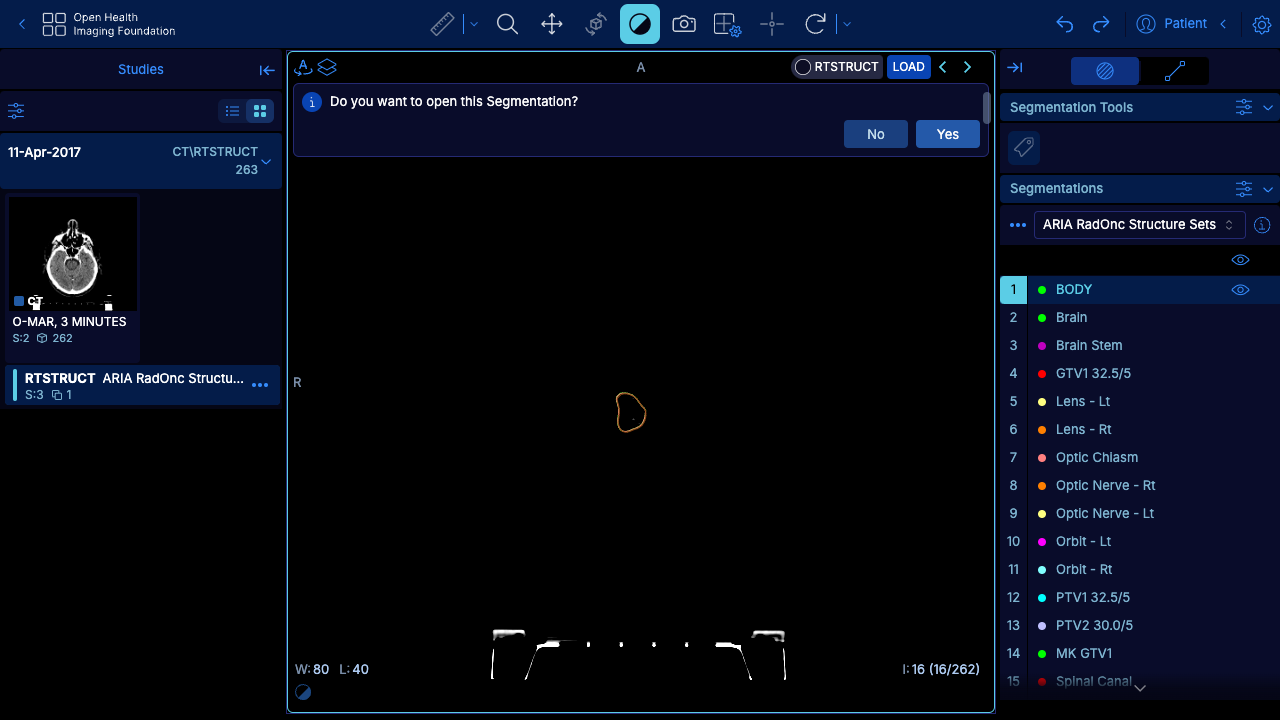 Open Health
Imaging Foundation
Patient
Studies
11-Apr-2017
CT\RTSTRUCT
263
CT
O-MAR, 3 MINUTES
S:2 262
RTSTRUCT ARIA RadOnc Structu...
S:3 1
A
RTSTRUCT LOAD
Do you want to open this Segmentation?
No Yes
R
W: 80 L: 40
I: 16 (16/262)
Segmentation Tools
Segmentations
ARIA RadOnc Structure Sets
1 BODY
2 Brain
3 Brain Stem
4 GTV1 32.5/5
5 Lens - Lt
6 Lens - Rt
7 Optic Chiasm
8 Optic Nerve - Rt
9 Optic Nerve - Lt
10 Orbit - Lt
11 Orbit - Rt
12 PTV1 32.5/5
13 PTV2 30.0/5
14 MK GTV1
15 Spinal Canal